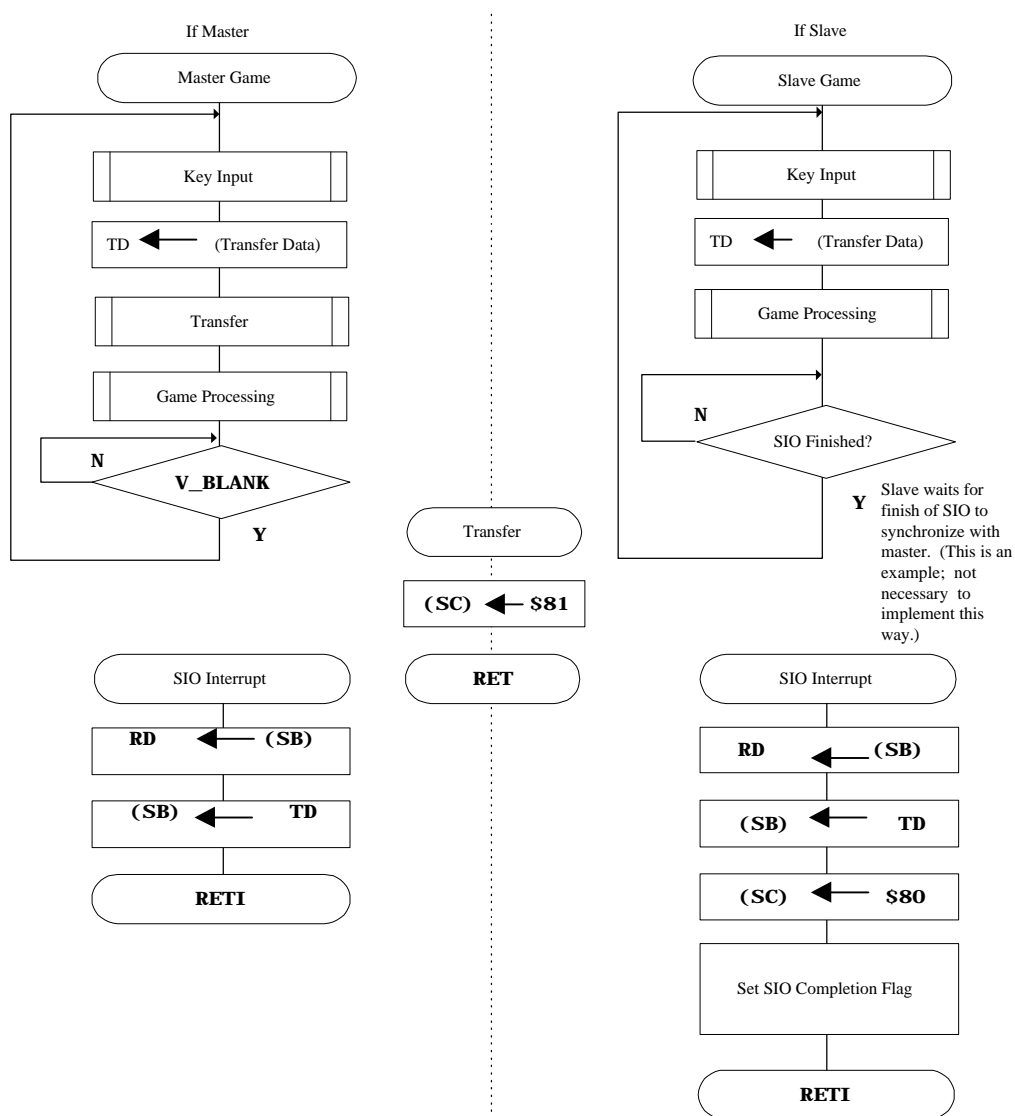 If Master
Master Game
Key Input
TD (Transfer Data)
Transfer
Game Processing
N
V_BLANK
Y
If Slave
Slave Game
Key Input
TD (Transfer Data)
Game Processing
N
SIO Finished?
Y
Slave waits for
finish of SIO to
synchronize with
master. (This is an
example; not
necessary to
implement this
way.)
Transfer
(SC) $81
RET
SIO Interrupt
RD (SB)
(SB) TD
RETI
SIO Interrupt
RD (SB)
(SB) TD
(SC) $80
Set SIO Completion Flag
RETI